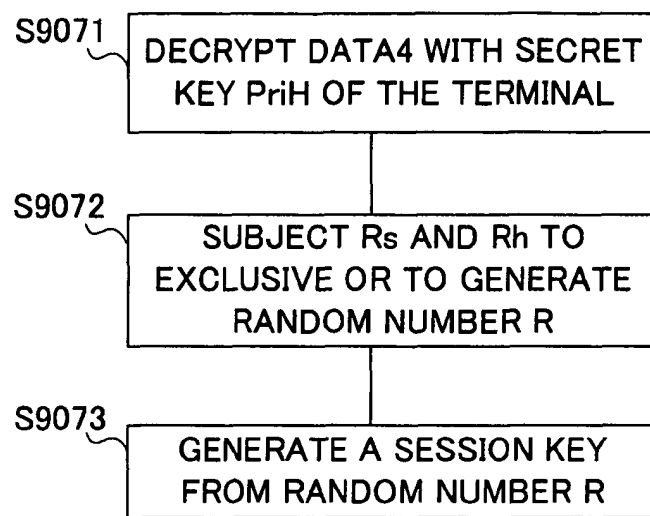 S9071
DECRYPT DATA4 WITH SECRET
KEY PriH OF THE TERMINAL
S9072
SUBJECT Rs AND Rh TO
EXCLUSIVE OR TO GENERATE
RANDOM NUMBER R
S9073
GENERATE A SESSION KEY
FROM RANDOM NUMBER R